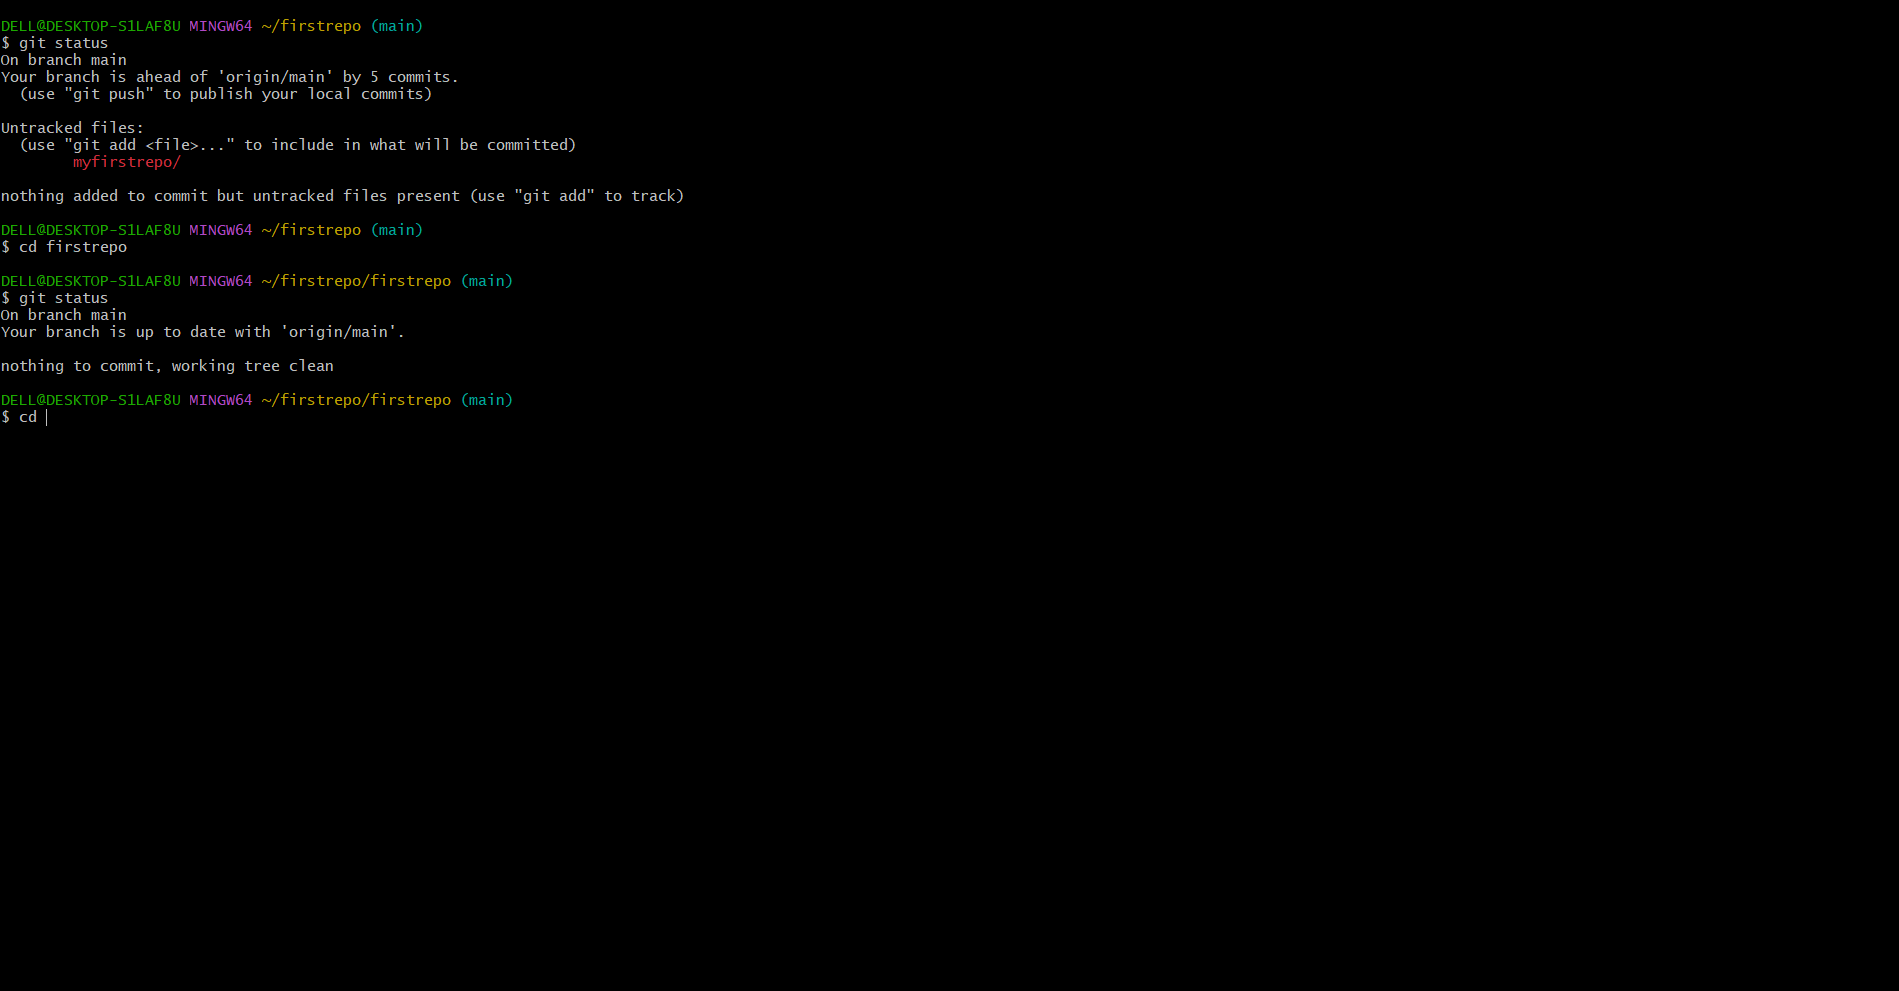 DELL@DESKTOP-S1LAF8U MINGW64 ~/firstrepo (main)
$ git status
On branch main
Your branch is ahead of 'origin/main' by 5 commits.
  (use "git push" to publish your local commits)

Untracked files:
  (use "git add <file>..." to include in what will be committed)
        myfirstrepo/

nothing added to commit but untracked files present (use "git add" to track)

DELL@DESKTOP-S1LAF8U MINGW64 ~/firstrepo (main)
$ cd firstrepo

DELL@DESKTOP-S1LAF8U MINGW64 ~/firstrepo/firstrepo (main)
$ git status
On branch main
Your branch is up to date with 'origin/main'.

nothing to commit, working tree clean

DELL@DESKTOP-S1LAF8U MINGW64 ~/firstrepo/firstrepo (main)
$ cd